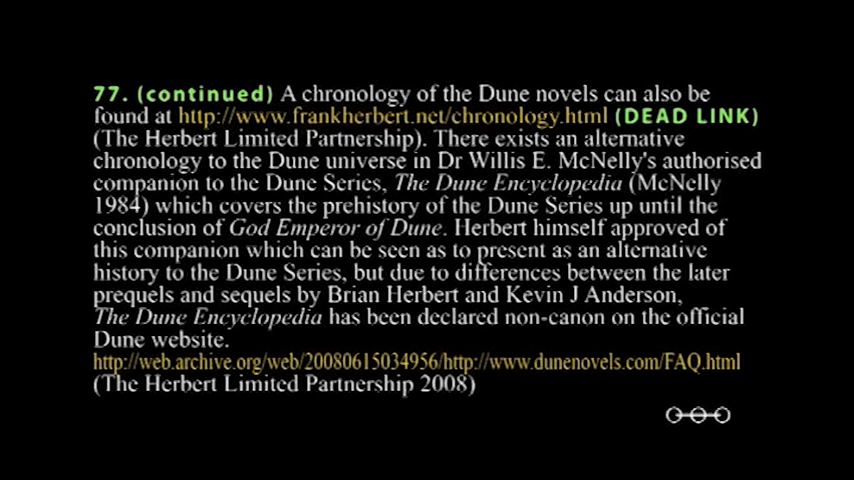 77. (continued) A chronology of the Dune novels can also be
found at http://www.frankherbert.net/chronology.html (DEAD LINK)
(The Herbert Limited Partnership). There exists an alternative
chronology to the Dune universe in Dr Willis E. McNelly's authorised
companion to the Dune Series, The Dune Encyclopedia (McNelly
1984) which covers the prehistory of the Dune Series up until the
conclusion of God Emperor of Dune. Herbert himself approved of
this companion which can be seen as to present as an alternative
history to the Dune Series, but due to differences between the later
prequels and sequels by Brian Herbert and Kevin J Anderson,
The Dune Encyclopedia has been declared non-canon on the official
Dune website.
http://web.archive.org/web/20080615034956/http://www.dunenovels.com/FAQ.html
(The Herbert Limited Partnership 2008)